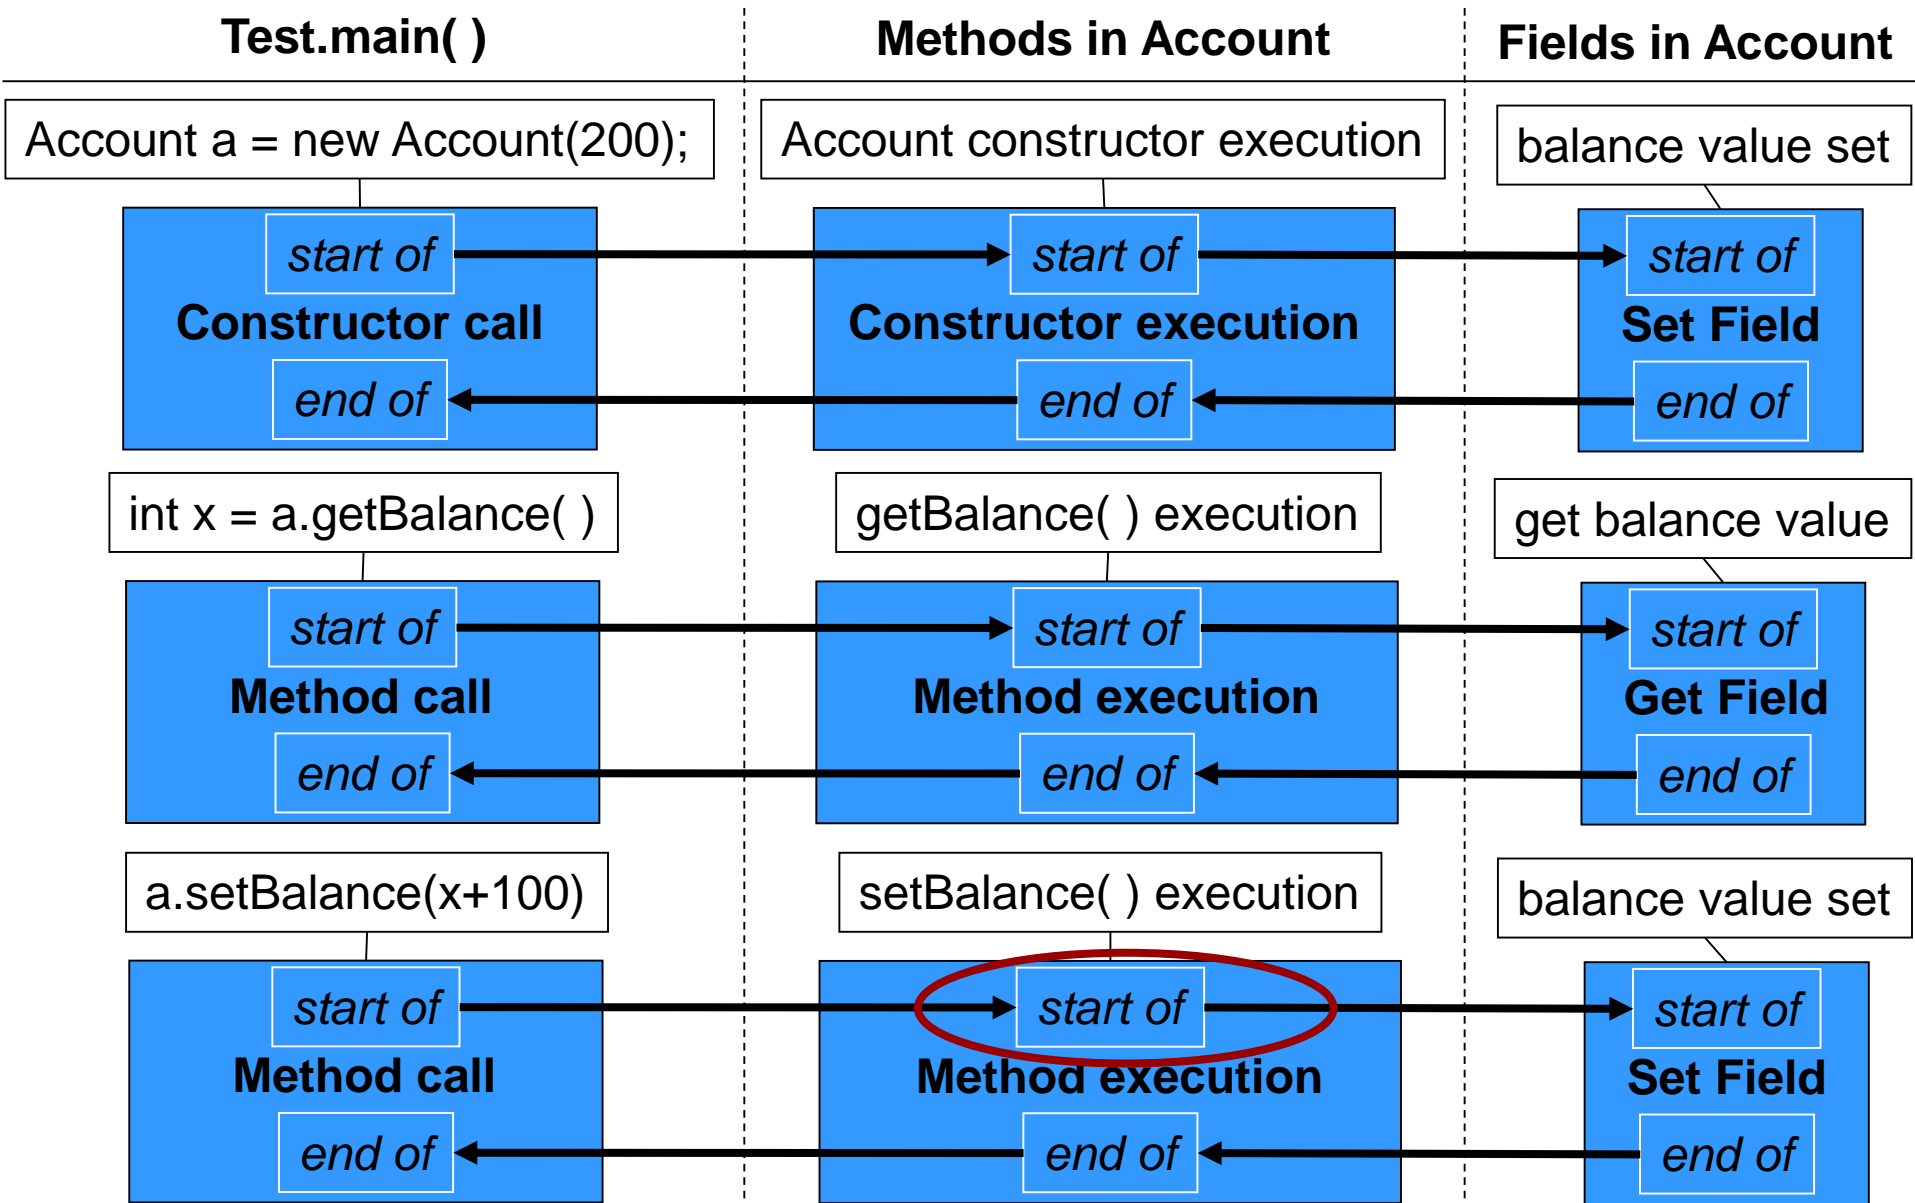 Test.main( )
Methods in Account
Fields in Account
Account a = new Account(200);
Account constructor execution
balance value set
start of
start of
start of
Constructor call
Constructor execution
Set Field
end of
end of
end of
int x = a.getBalance( )
getBalance( ) execution
get balance value
start of
start of
start of
Method call
Method execution
Get Field
end of
end of
end of
a.setBalance(x+100)
setBalance( ) execution
balance value set
start of
start of
start of
Method call
Method execution
Set Field
end of
end of
end of